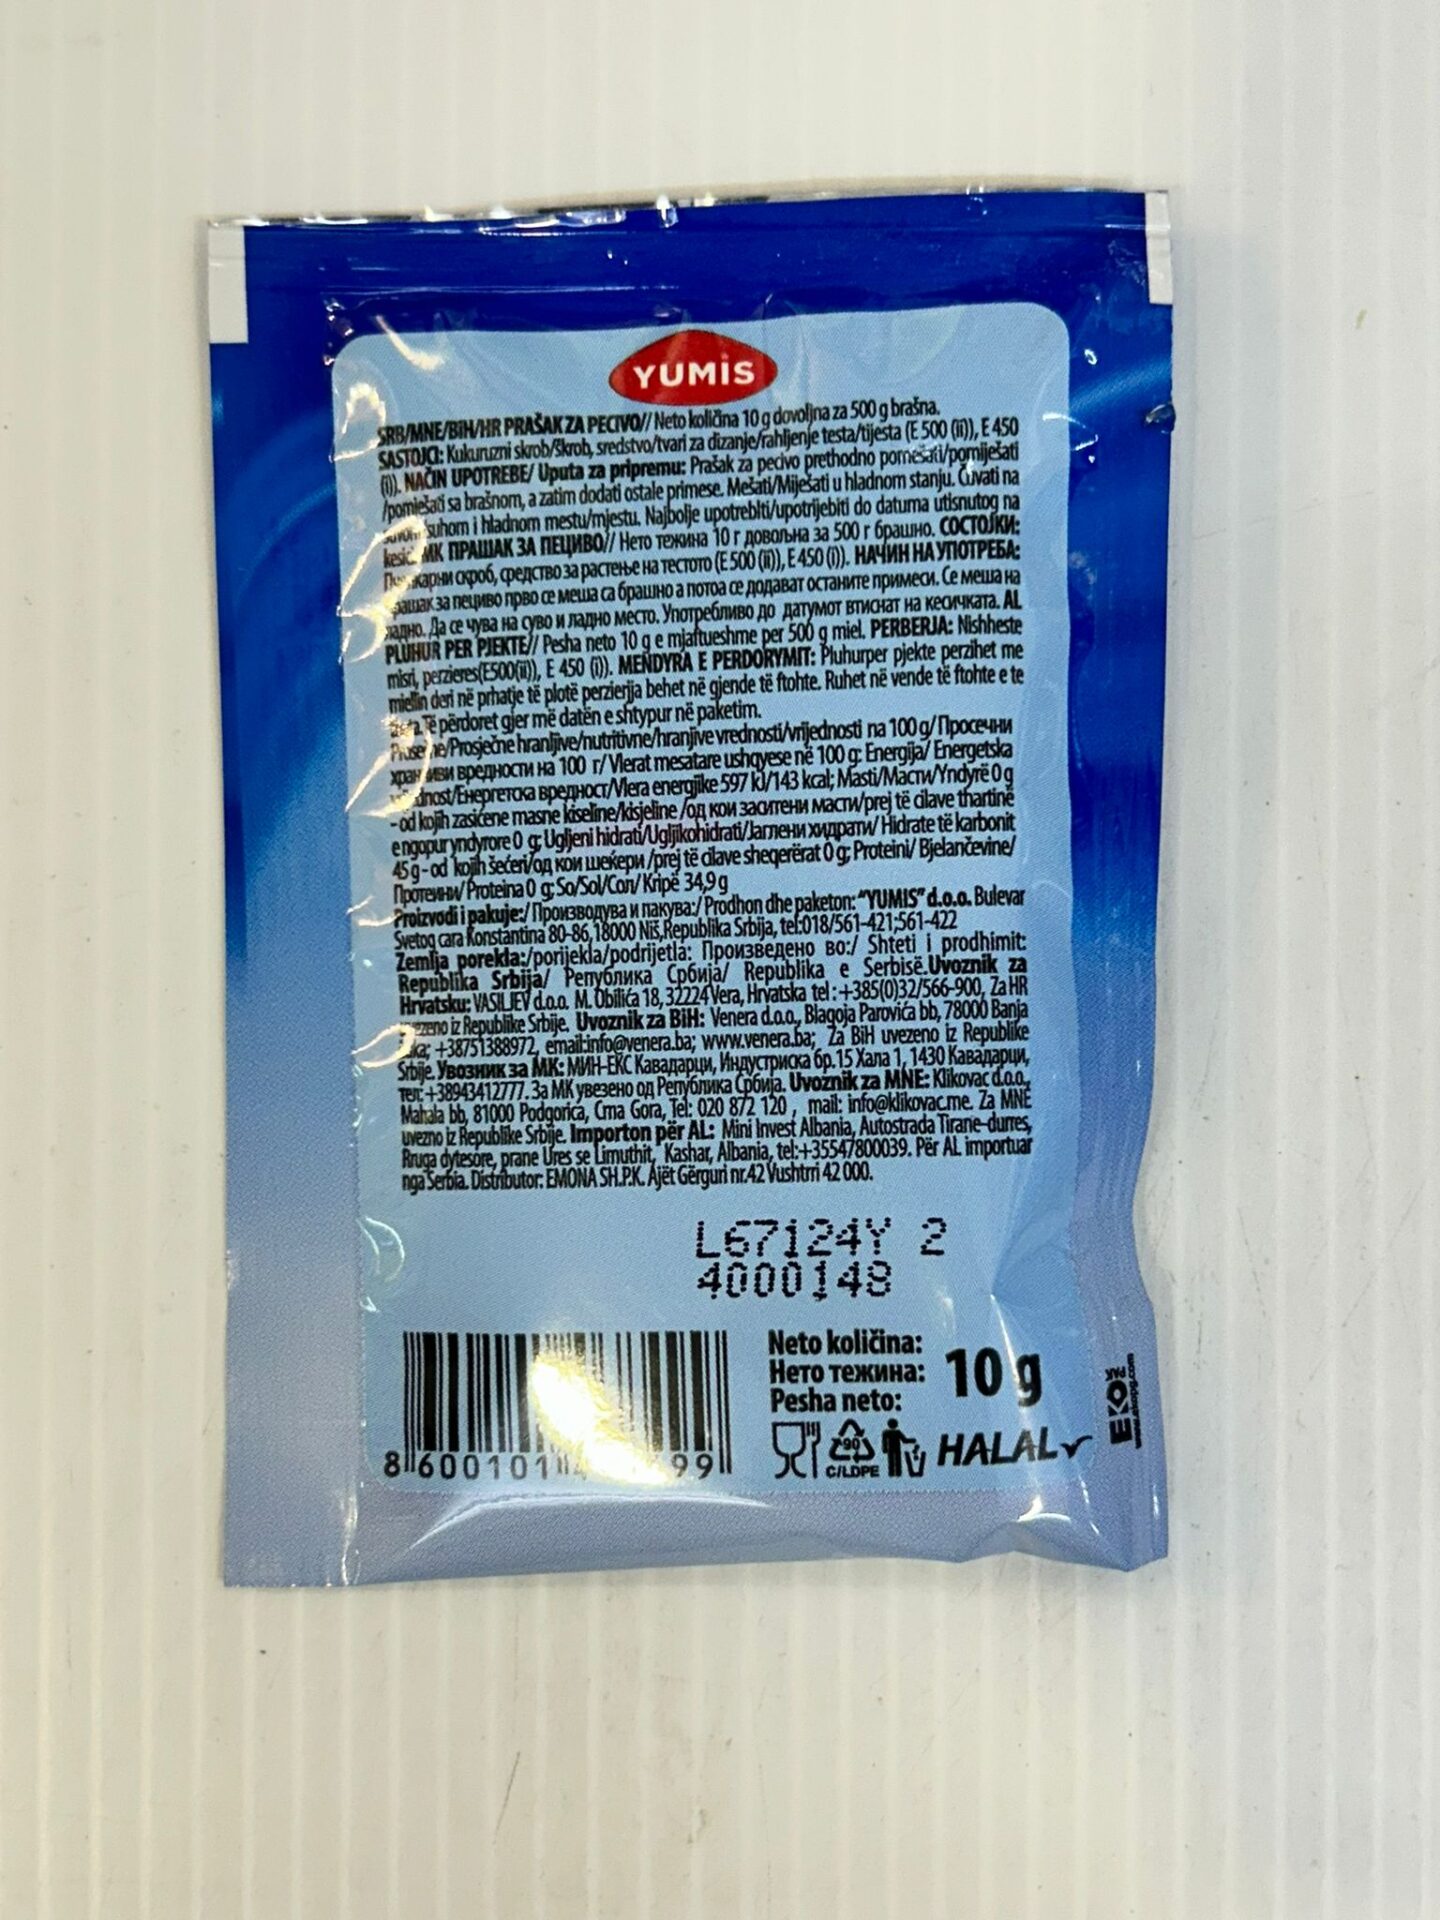 YUMIS
SRB/MNE/BiH/HR PRAŠAK ZA PECIVO// Neto količina 10 g dovoljna za 500 g brašna.
SASTOJCI: Kukuruzni skrob/škrob, sredstvo/tvari za dizanje/rahljenje testa/tijesta (E 500 (ii)), E 450
(i)). NAČIN UPOTREBE/ Uputa za pripremu: Prašak za pecivo prethodno pomešati/pomiješati
/pomiešati sa brašnom, a zatim dodati ostale primese. Mešati/Miješati u hladnom stanju. Čuvati na
suhom i hladnom mestu/mjestu. Najbolje upotrebiti/upotrijebiti do datuma utisnutog na
kesici. MK ПРАШАК ЗА ПЕЦИВО// Нето тежина 10 г довољна за 500 г брашно. СОСТОЈКИ:
скроб, средство за растење на тестото (E 500 (ii)), E 450 (i)). НАЧИН НА УПОТРЕБА:
за пециво прво се меша са брашно а потоа се додават останите примеси. Се меша на
ладно. Да се чува на суво и ладно место. Употребливо до датумот втиснат на кесичката. AL
PLUHUR PER PJEKTE// Pesha neto 10 g e mjaftueshme per 500 g miel. PERBERJA: Nishheste
misri, perzieres(E500(ii)), E 450 (i)). MENDYRA E PERDORYMIT: Pluhurper pjekte perzihet me
miellin deri në prhatje të plotë perzierija behet në gjende të ftohte. Ruhet në vende të ftohte e te
Të përdoret gjer më datën e shtypur në paketim.
/Prosječne hranljive/nutritivne/hranjive vrednosti/vrijednosti na 100 g/ Просечни
вредности на 100 г/ Vlerat mesatare ushqyese në 100 g: Energija/ Energetska
/Енергетска вредност/Vlera energjike 597 kJ/143 kcal; Masti/Масти/Yndyrë 0 g
- od kojih zasićene masne kiseline/kisjeline /од кои заситени масти/prej të cilave thartinë
e ngopur yndyrore 0 g; Ugljeni hidrati/Ugljikohidrati/Јаглени хидрати/ Hidrate të karbonit
45 g - od kojih šećeri/од кои шеќери /prej të cilave sheqerërat 0 g; Proteini/ Bjelančevine/
Протеини/ Proteina 0 g; So/Sol/Сол/ Kripë 34,9 g
Proizvodi i pakuje:/ Произведува и пакува:/ Prodhon dhe paketon: "YUMIS" d.o.o. Bulevar
Svetog cara Konstantina 80-86, 18000 Niš,Republika Srbija, tel:018/561-421;561-422
Zemlja porekla:/porijekla/podrijetla: Произведено во:/ Shteti i prodhimit:
Republika Srbija/ Република Србија/ Republika e Serbisë.Uvoznik za
Hrvatsku: VASILJEV d.o.o. M. Obilića 18, 32224 Vera, Hrvatska tel : +385(0)32/566-900, Za HR
uvezeno iz Republike Srbije. Uvoznik za BiH: Venera d.o.o., Blagoja Parovića bb, 78000 Banja
Luka; +38751388972, email:info@venera.ba; www.venera.ba; Za BiH uvezeno iz Republike
Srbije. Увозник за МК: МИН-ЕКС Кавадарци, Индустриска бр.15 Хала 1, 1430 Кавадарци,
тел: +38943412777. За МК увезено од Република Србија. Uvoznik za MNE: Klikovac d.o.o.,
Mahala bb, 81000 Podgorica, Crna Gora, Tel: 020 872 120 , mail: info@klikovac.me. Za MNE
uvezno iz Republike Srbije. Importon për AL: Mini Invest Albania, Autostrada Tirane-durres,
Rruga dytesore, prane Ures se Limuthit, Kashar, Albania, tel:+35547800039. Për AL importuar
nga Serbia. Distributor: EMONA SH.P.K. Ajët Gërguri nr.42 Vushtrri 42 000.
L67124Y 2
4000148
Neto količina:
Нето тежина:
Pesha neto:
10 g
90
C/LDPE
HALAL
EKO
PAK
www.ekopg.com